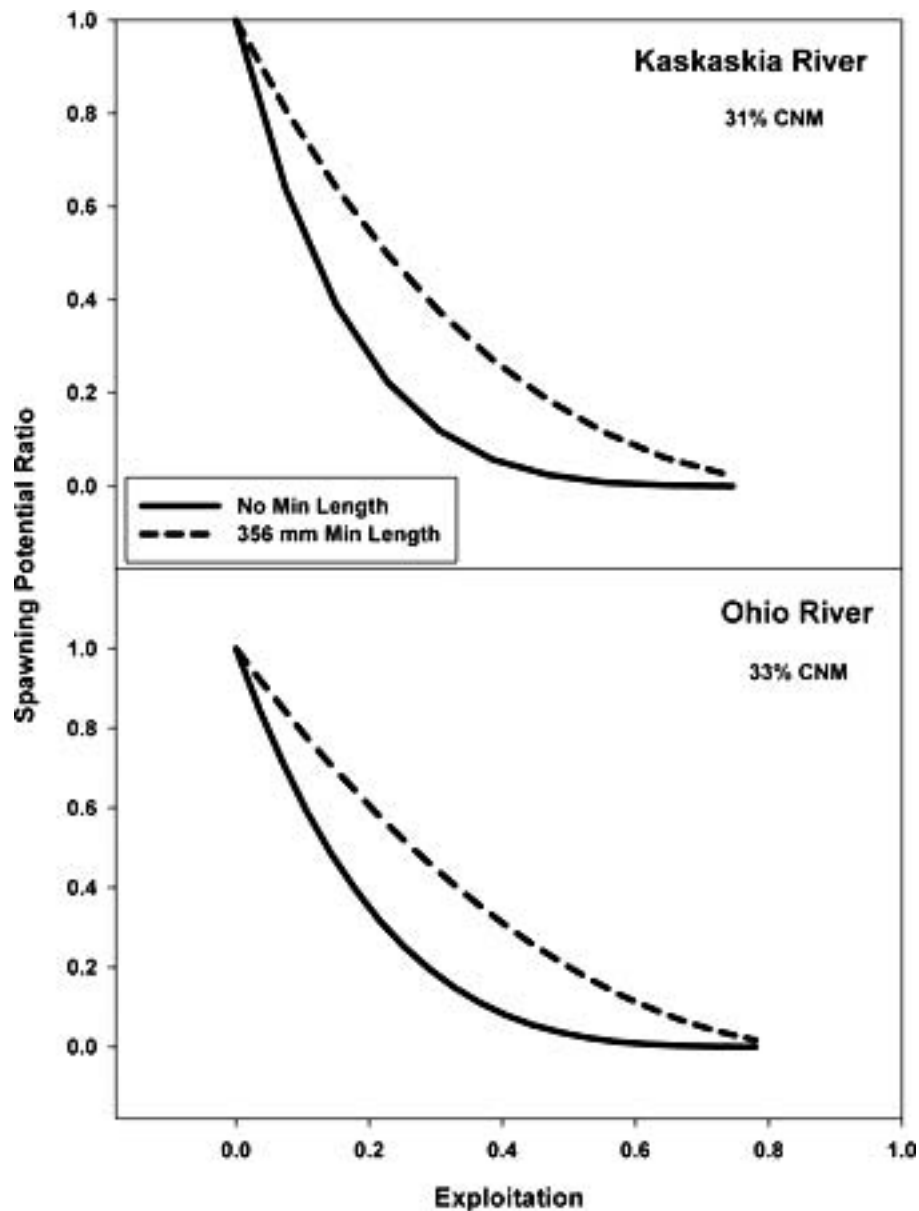 Kaskaskia River
31% CNM
1.0
0.8
0.6
0.4
0.2
0.0
No Min Length
356 mm Min Length
Spawning Potential Ratio
Ohio River
33% CNM
1.0
0.8
0.6
0.4
0.2
0.0
0.0 0.2 0.4 0.6 0.8 1.0
Exploitation